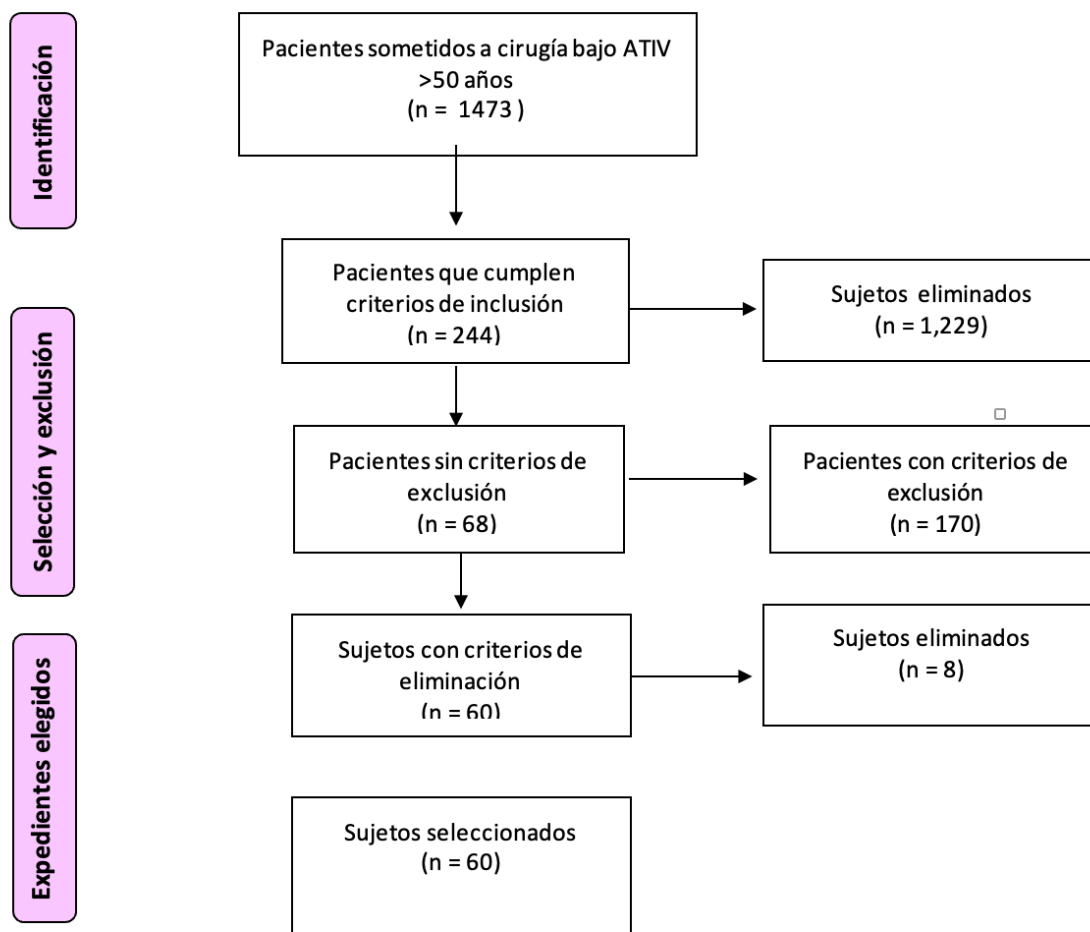 Identificación
Pacientes sometidos a cirugía bajo ATIV
>50 años
(n = 1473 )
Pacientes que cumplen
criterios de inclusión
(n = 244)
Sujetos eliminados
(n = 1,229)
Selección y exclusión
Pacientes sin criterios de
exclusión
(n = 68)
Pacientes con criterios de
exclusión
(n = 170)
Expedientes elegidos
Sujetos con criterios de
eliminación
(n = 60)
Sujetos eliminados
(n = 8)
Sujetos seleccionados
(n = 60)